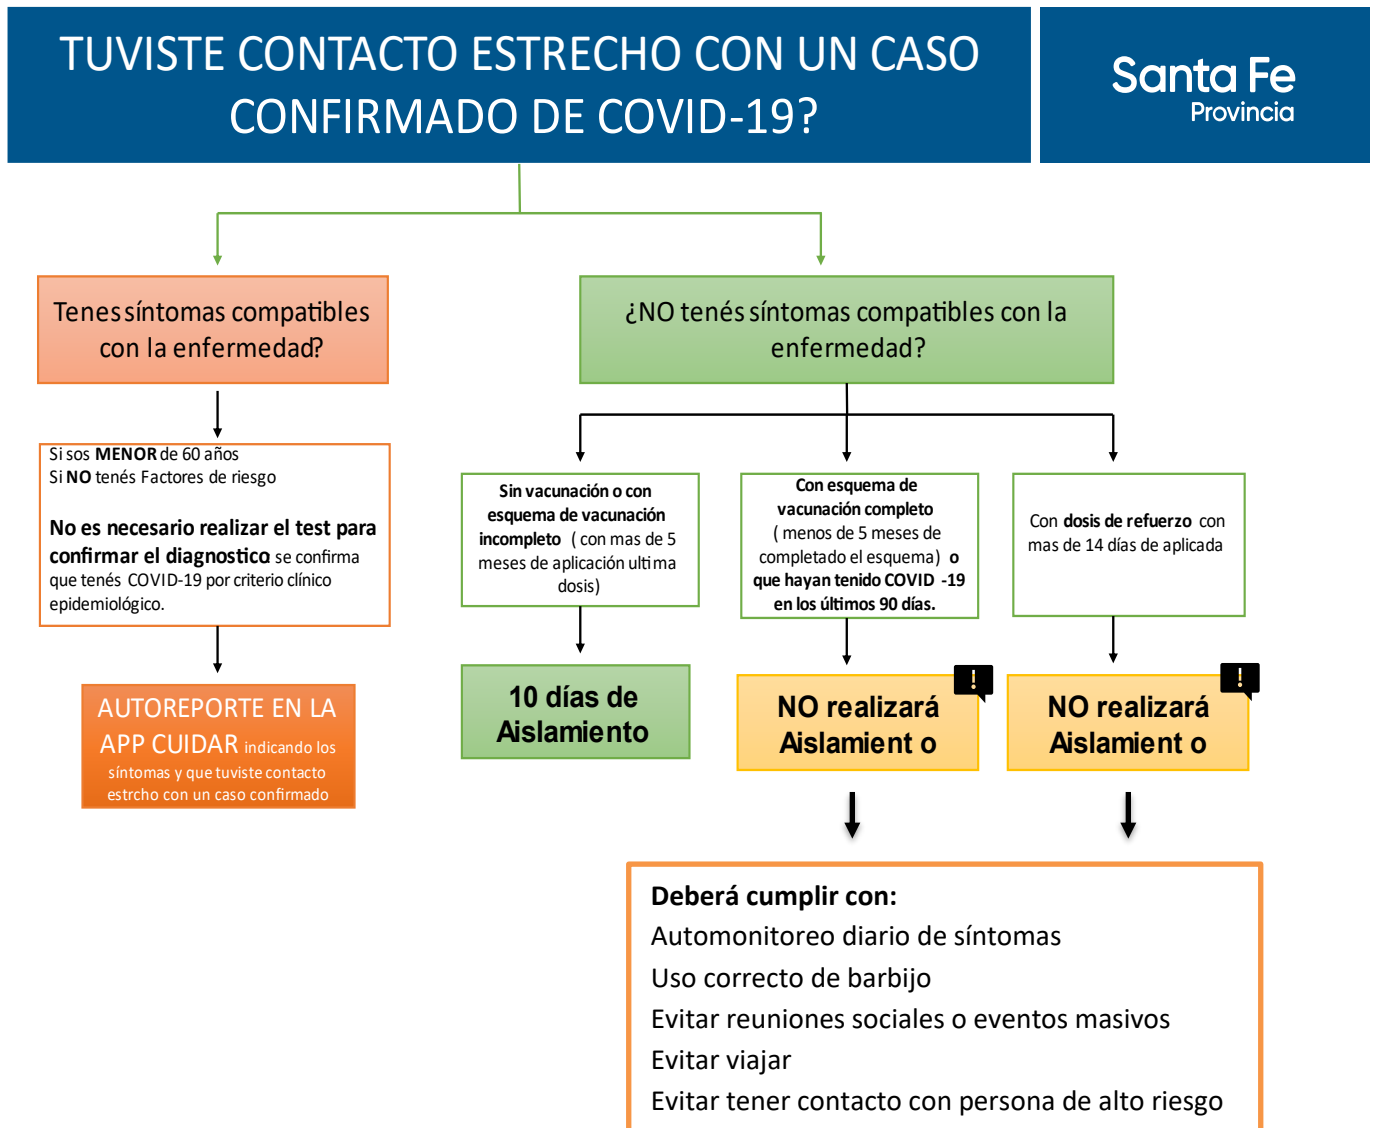 TUVISTE CONTACTO ESTRECHO CON UN CASO
CONFIRMADO DE COVID-19?
Santa Fe
Provincia
Tenes síntomas compatibles
con la enfermedad?
¿NO tenés síntomas compatibles con la
enfermedad?
Si sos MENOR de 60 años
Si NO tenés Factores de riesgo
No es necesario realizar el test para
confirmar el diagnostico: se confirma
que tenés COVID-19 por criterio clínico
epidemiológico.
Sin vacunación o con
esquema de vacunación
incompleto ( con mas de 5
meses de aplicación ultima
dosis)
Con esquema de
vacunación completo
( menos de 5 meses de
completado el esquema) o
que hayan tenido COVID -19
en los últimos 90 días.
Con dosis de refuerzo con
mas de 14 días de aplicada
AUTOREPORTE EN LA
APP CUIDAR indicando los
síntomas y que tuviste contacto
estrcho con un caso confirmado
10 días de
Aislamiento
!
NO realizará
Aislamient o
!
NO realizará
Aislamient o
Deberá cumplir con:
Automonitoreo diario de síntomas
Uso correcto de barbijo
Evitar reuniones sociales o eventos masivos
Evitar viajar
Evitar tener contacto con persona de alto riesgo